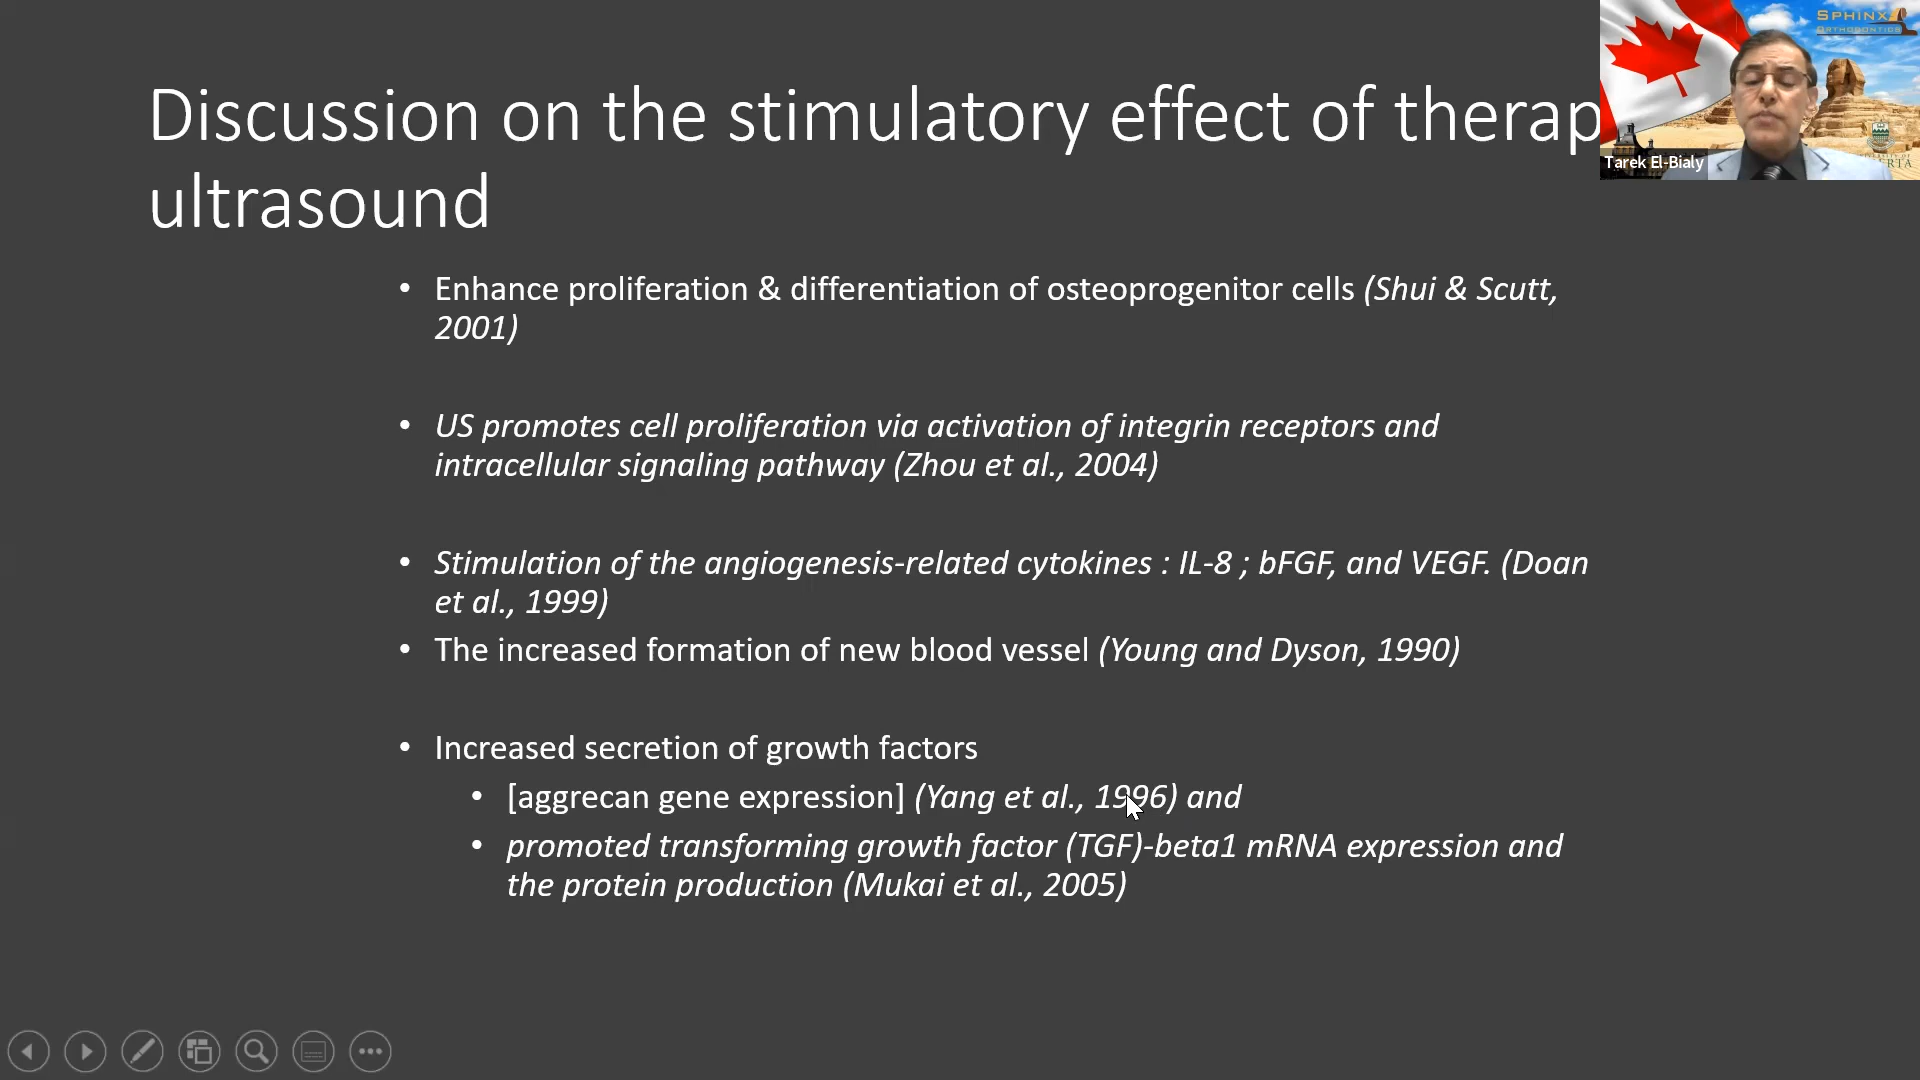 Discussion on the stimulatory effect of therap
ultrasound
• Enhance proliferation & differentiation of osteoprogenitor cells (Shui & Scutt,
2001)
• US promotes cell proliferation via activation of integrin receptors and
intracellular signaling pathway (Zhou et al., 2004)
• Stimulation of the angiogenesis-related cytokines : IL-8 ; bFGF, and VEGF. (Doan
et al., 1999)
• The increased formation of new blood vessel (Young and Dyson, 1990)
• Increased secretion of growth factors
• [aggrecan gene expression] (Yang et al., 1996) and
• promoted transforming growth factor (TGF)-beta1 mRNA expression and
the protein production (Mukai et al., 2005)
SPHINX
ORTHODONTICS
Tarek El-Bialy